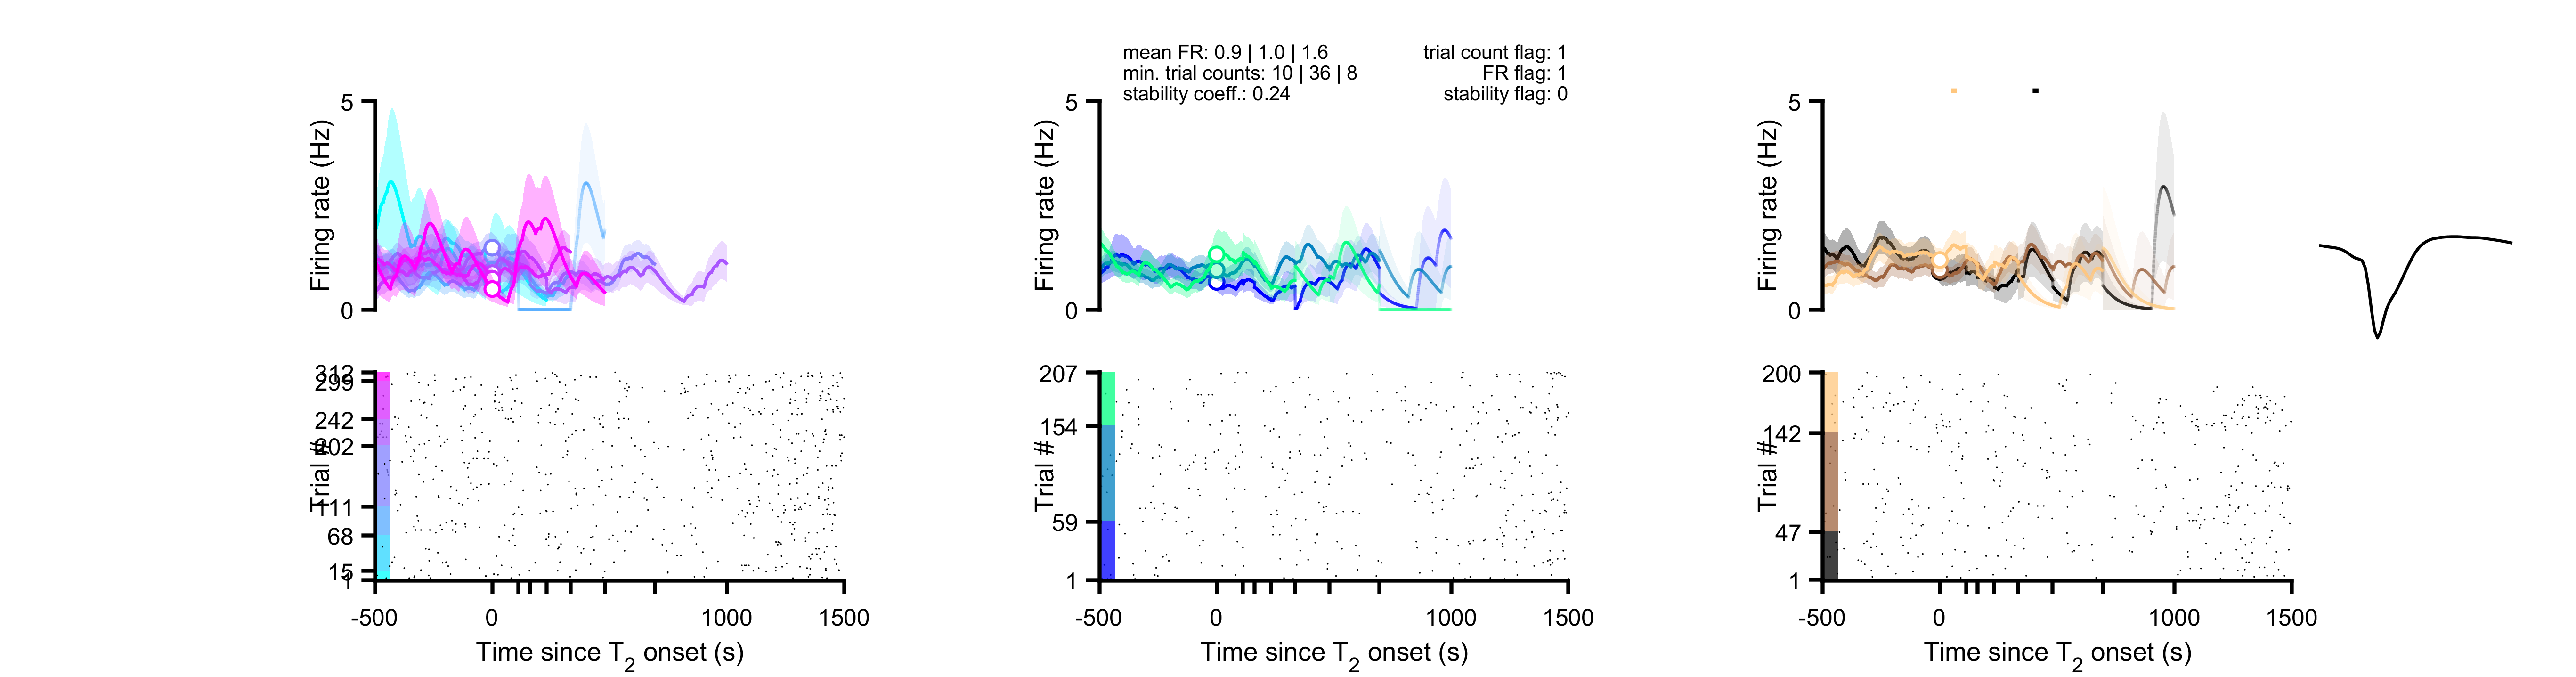 mean FR: 0.9 | 1.0 | 1.6
min. trial counts: 10 | 36 | 8
stability coeff.: 0.24
trial count flag: 1
FR flag: 1
stability flag: 0
5
0
Firing rate (Hz)
5
0
Firing rate (Hz)
5
0
Firing rate (Hz)
312
299
242
202
111
68
15
1
Trial #
-500 0 1000 1500
Time since T2 onset (s)
207
154
59
1
Trial #
-500 0 1000 1500
Time since T2 onset (s)
200
142
47
1
Trial #
-500 0 1000 1500
Time since T2 onset (s)